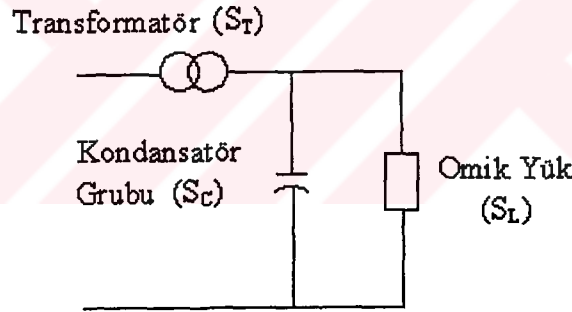 Transformatör (S_T)
Kondansatör
Grubu (S_C)
Omik Yük
(S_L)